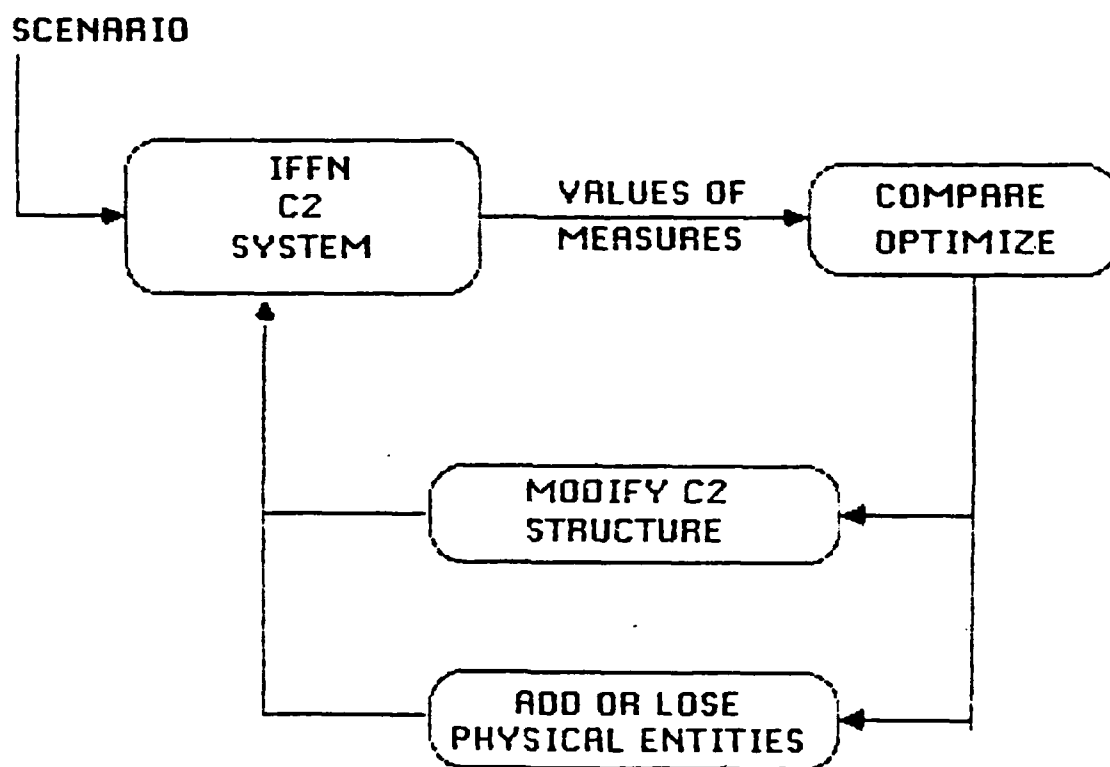 SCENARIO
IFFN
C2
SYSTEM
VALUES OF
MEASURES
COMPARE
OPTIMIZE
MODIFY C2
STRUCTURE
ADD OR LOSE
PHYSICAL ENTITIES